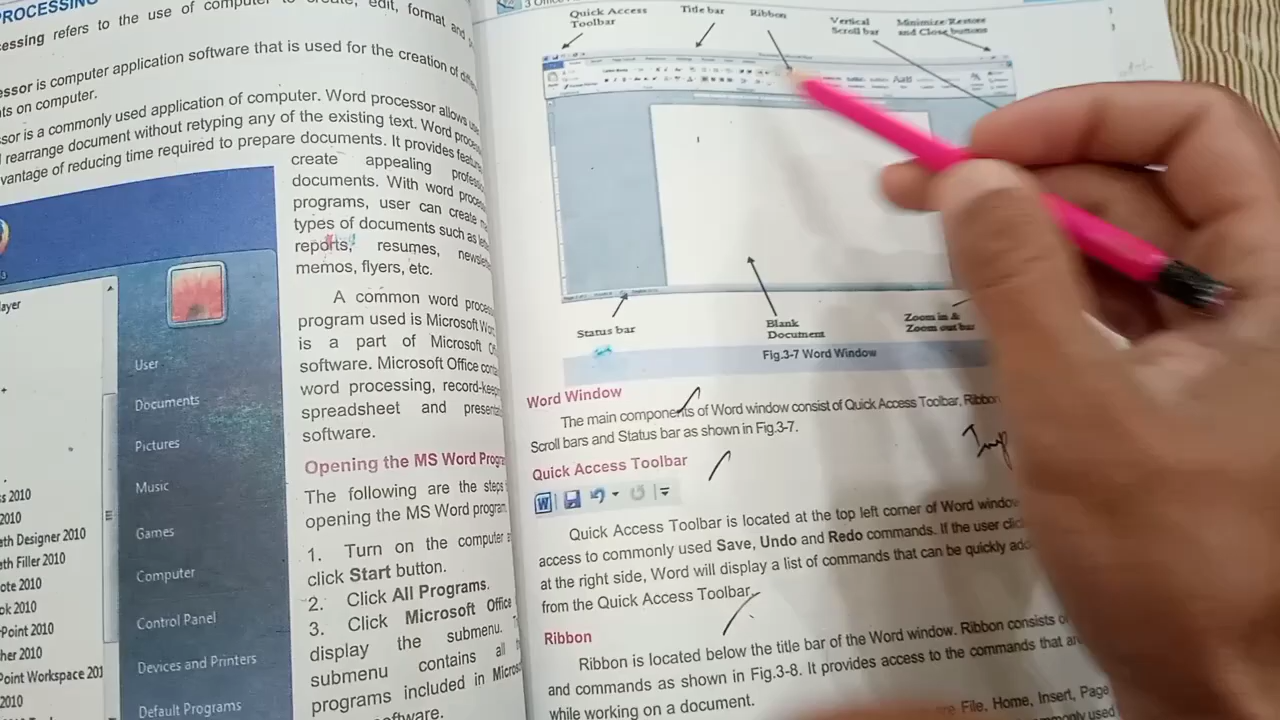 PROCESSING
essing refers to the use of computer to create, edit, format and
essor is computer application software that is used for the creation of
nts on computer.
sor is a commonly used application of computer. Word processor allows
rearrange document without retyping any of the existing text. Word
vantage of reducing time required to prepare documents. It provides
create appealing
documents. With word
programs, user can create
types of documents such as
reports, resumes,
memos, flyers, etc.
A common word
program used is Microsoft
is a part of Microsoft
software. Microsoft Office
word processing,
spreadsheet and
software.
Opening the MS Word
The following are the steps
opening the MS Word program
1. Turn on the computer
click Start button.
2. Click All Programs.
3. Click Microsoft Office
display the submenu.
submenu contains all
programs included in
software.
ayer
s 2010
2010
ath Designer 2010
ath Filler 2010
ote 2010
ok 2010
Point 2010
her 2010
Point Workspace 201
2010
User
Documents
Pictures
Music
Games
Computer
Control Panel
Devices and Printers
Default Programs
Quick Access
Toolbar
Title bar
Ribbon
Vertical
Scroll bar
Minimize/Restore
and Close buttons
Status bar
Blank
Document
Zoom in &
Zoom out bar
Fig.3-7 Word Window
Word Window
The main components of Word window consist of Quick Access Toolbar, Ribbon
Scroll bars and Status bar as shown in Fig.3-7.
Imp
Quick Access Toolbar
Quick Access Toolbar is located at the top left corner of Word window
access to commonly used Save, Undo and Redo commands. If the user
at the right side, Word will display a list of commands that can be quickly
from the Quick Access Toolbar.
Ribbon
Ribbon is located below the title bar of the Word window. Ribbon consists
and commands as shown in Fig.3-8. It provides access to the commands that
while working on a document.
File, Home, Insert, Page
used